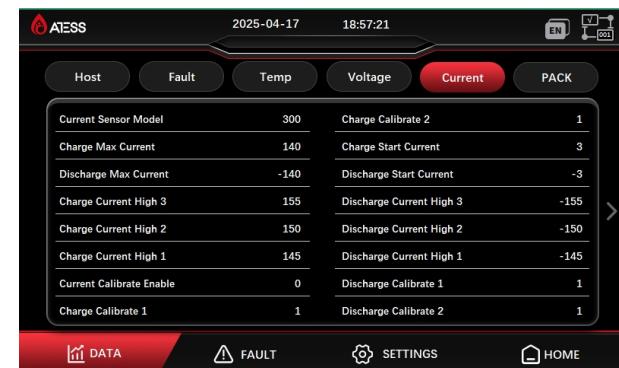 ATESS 2025-04-17 18:57:21 EN 001
Host Fault Temp Voltage Current PACK
Current Sensor Model 300 Charge Calibrate 2 1
Charge Max Current 140 Charge Start Current 3
Discharge Max Current -140 Discharge Start Current -3
Charge Current High 3 155 Discharge Current High 3 -155
Charge Current High 2 150 Discharge Current High 2 -150
Charge Current High 1 145 Discharge Current High 1 -145
Current Calibrate Enable 0 Discharge Calibrate 1 1
Charge Calibrate 1 1 Discharge Calibrate 2 1
DATA FAULT SETTINGS HOME